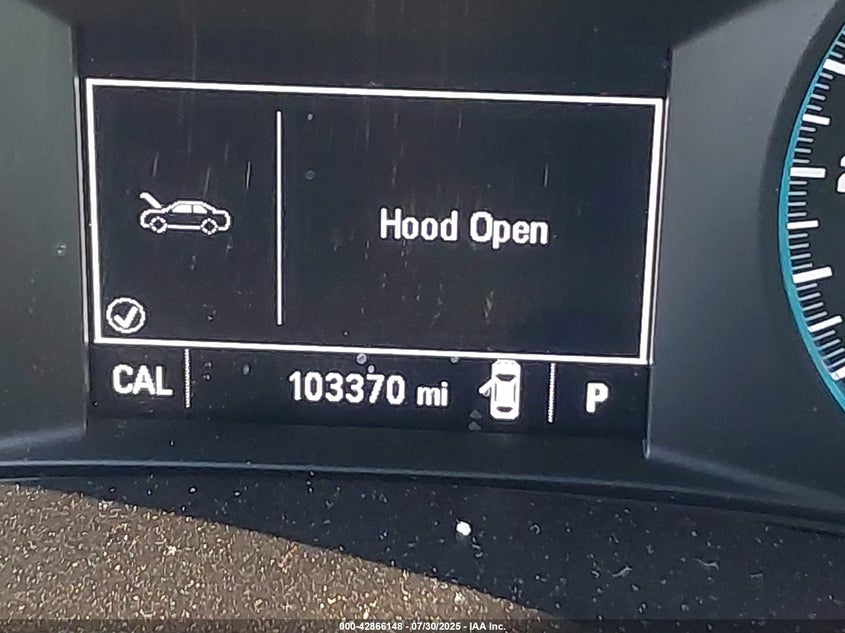 Hood Open
CAL 103370 mi P
000-42866148 - 07/30/2025 - IAA Inc.